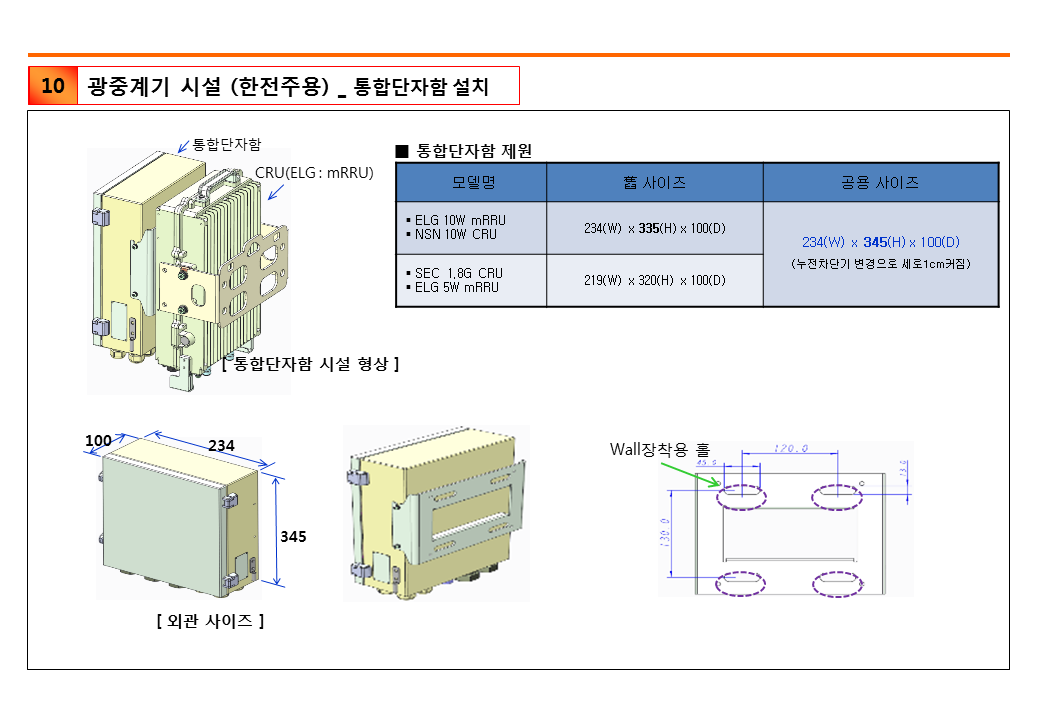 10
광중계기 시설 (한전주용) _ 통합단자함 설치
통합단자함
CRU(ELG : mRRU)
[ 통합단자함 시설 형상 ]
■ 통합단자함 제원
모델명
舊 사이즈
공용 사이즈
▪ ELG 10W mRRU
▪ NSN 10W CRU
234(W) x 335(H) x 100(D)
▪ SEC 1.8G CRU
▪ ELG 5W mRRU
219(W) x 320(H) x 100(D)
234(W) x 345(H) x 100(D)
(누전차단기 변경으로 세로1cm커짐)
100
234
345
[ 외관 사이즈 ]
Wall장착용 홀
120.0
45.0
13.0
130.0